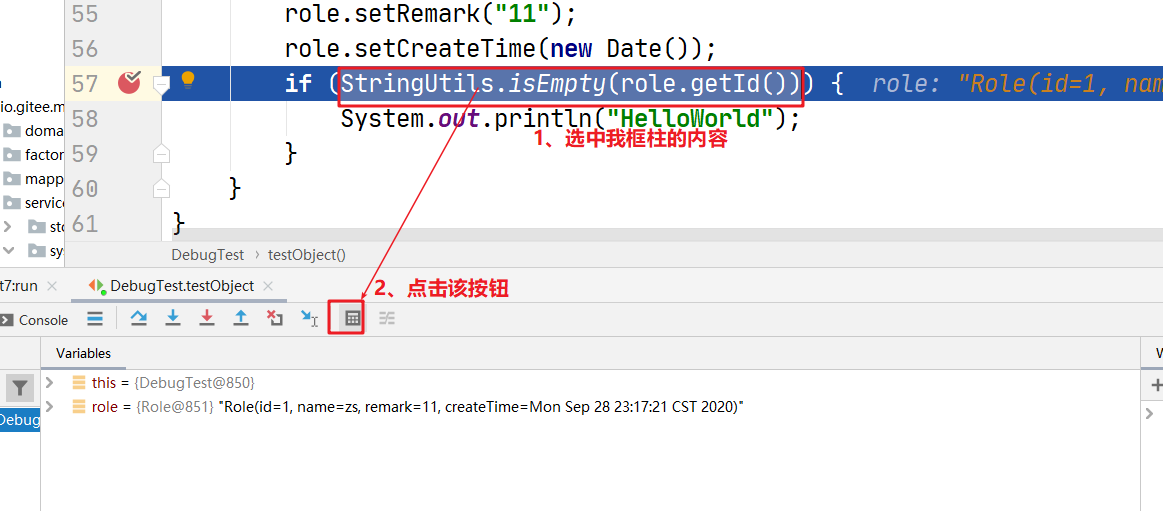 55 role.setRemark("11");
56 role.setCreateTime(new Date());
57 if (StringUtils.isEmpty(role.getId())) { role: "Role(id=1, nam
io.gitee.m
58 System.out.println("HelloWorld");
doma
1、选中我框柱的内容
factor
59 }
mapp
60 }
service
61 }
sto
sy
DebugTest › testObject()
t7:run × DebugTest.testObject ×
2、点击该按钮
Console
Variables
W
this = {DebugTest@850}
role = {Role@851} "Role(id=1, name=zs, remark=11, createTime=Mon Sep 28 23:17:21 CST 2020)"
Debug